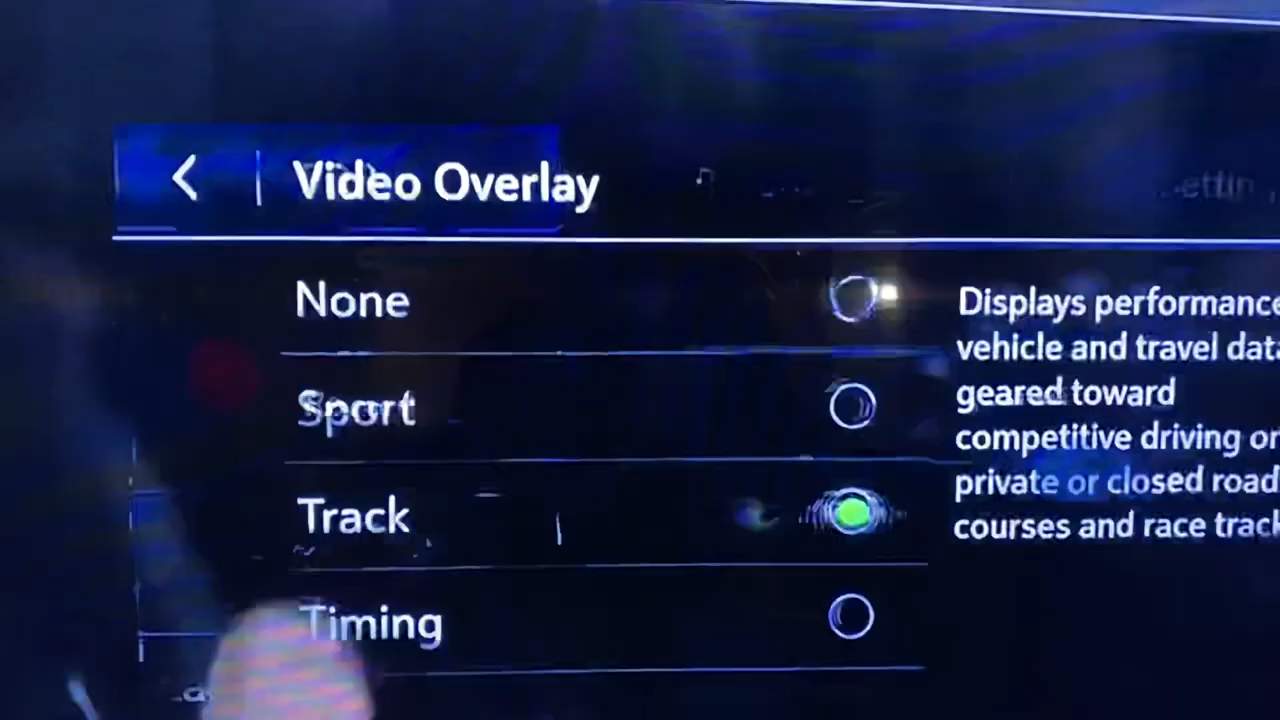 Video Overlay
None
Sport
Track
Timing
Displays performance
vehicle and travel data
geared toward
competitive driving on
private or closed road
courses and race track